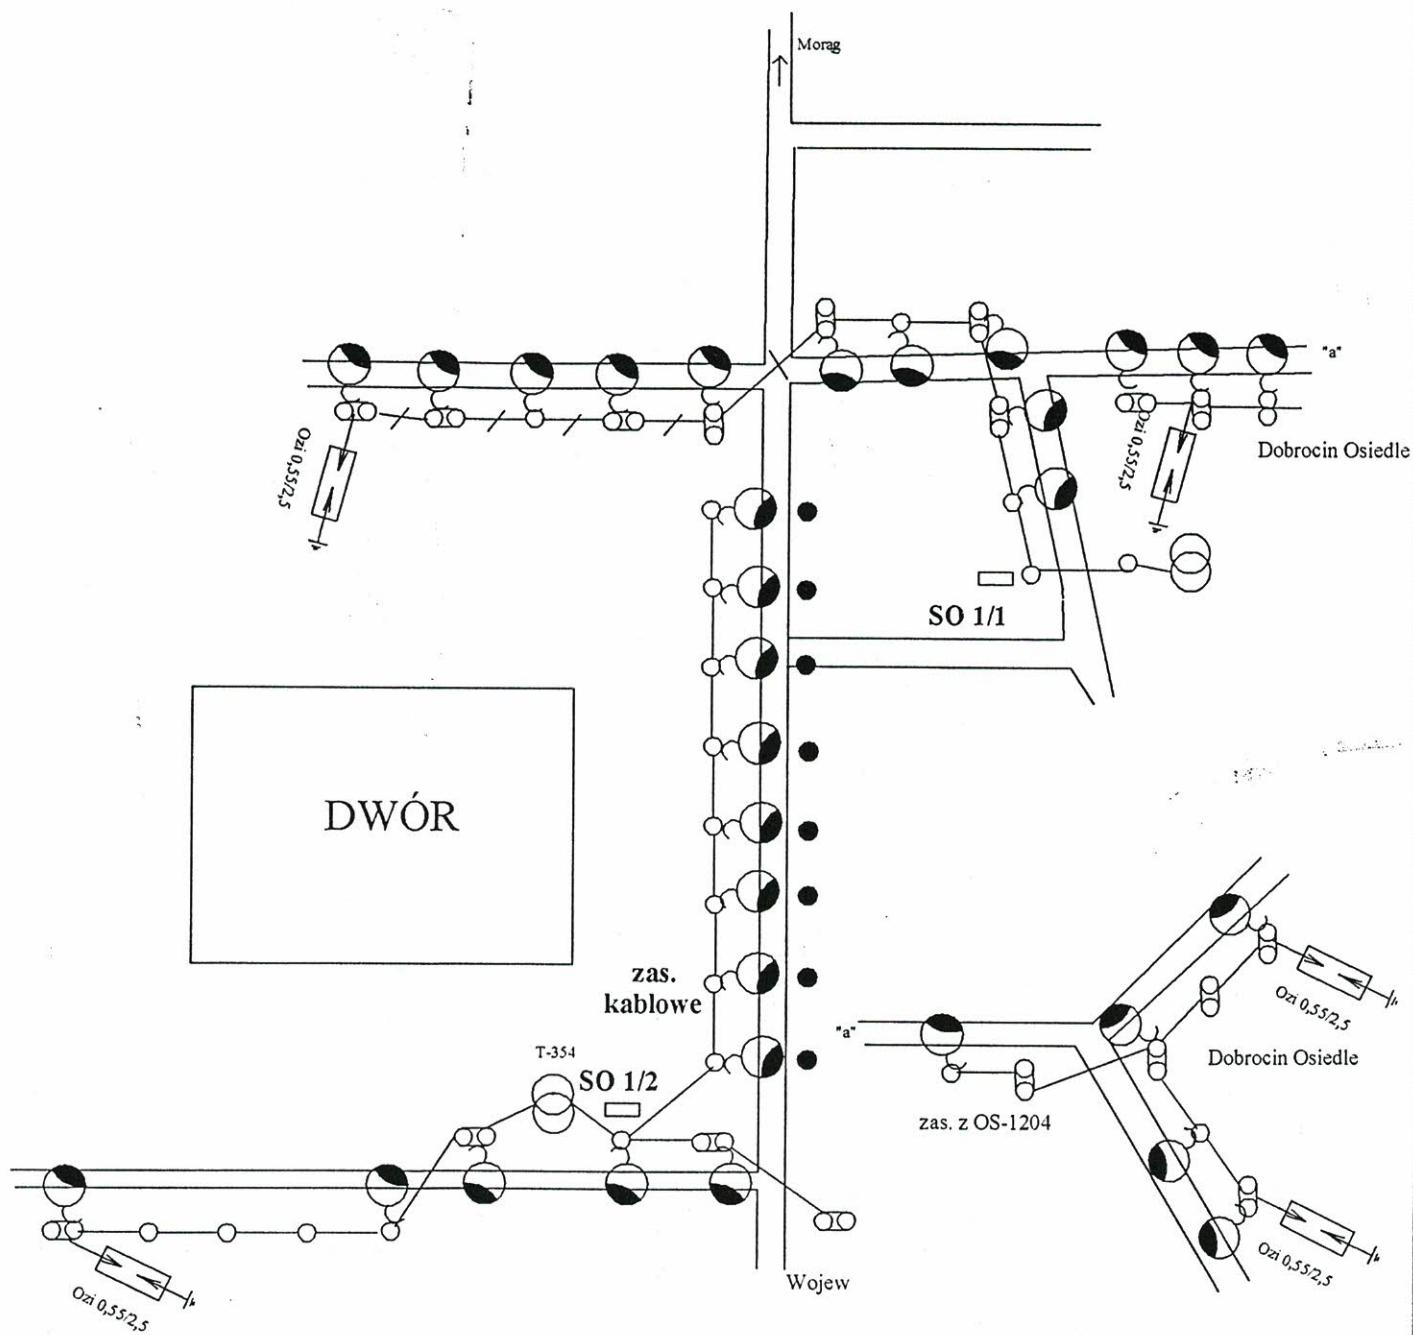 Morag
"a"
Dobrocin Osiedle
Ozi 0,55/2,5
Ozi 0,55/2,5
SO 1/1
DWÓR
zas.
kablowe
"a"
Ozi 0,55/2,5
Dobrocin Osiedle
T-354
SO 1/2
zas. z OS-1204
Ozi 0,55/2,5
Wojew
Ozi 0,55/2,5